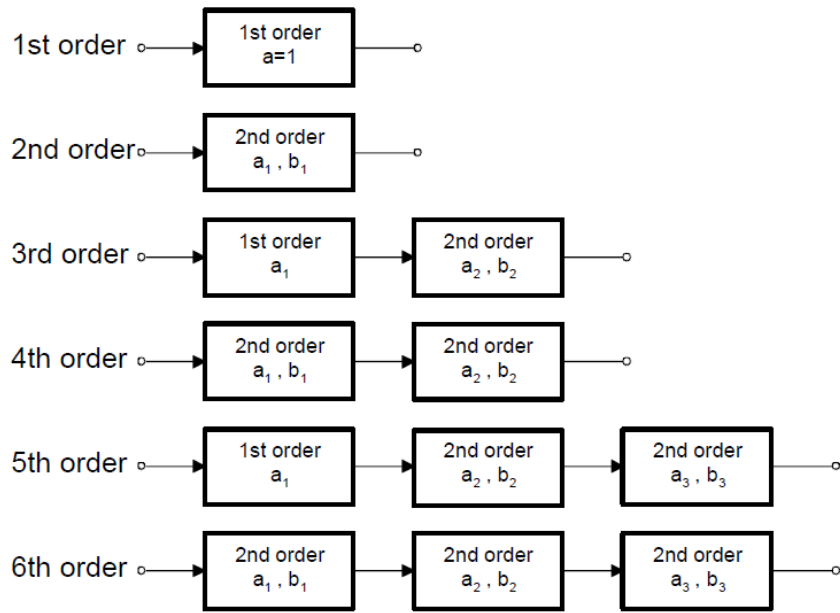 1st order
1st order
a=1
2nd order
2nd order
a₁ , b₁
3rd order
1st order
a₁
2nd order
a₂ , b₂
4th order
2nd order
a₁ , b₁
2nd order
a₂ , b₂
5th order
1st order
a₁
2nd order
a₂ , b₂
2nd order
a₃ , b₃
6th order
2nd order
a₁ , b₁
2nd order
a₂ , b₂
2nd order
a₃ , b₃